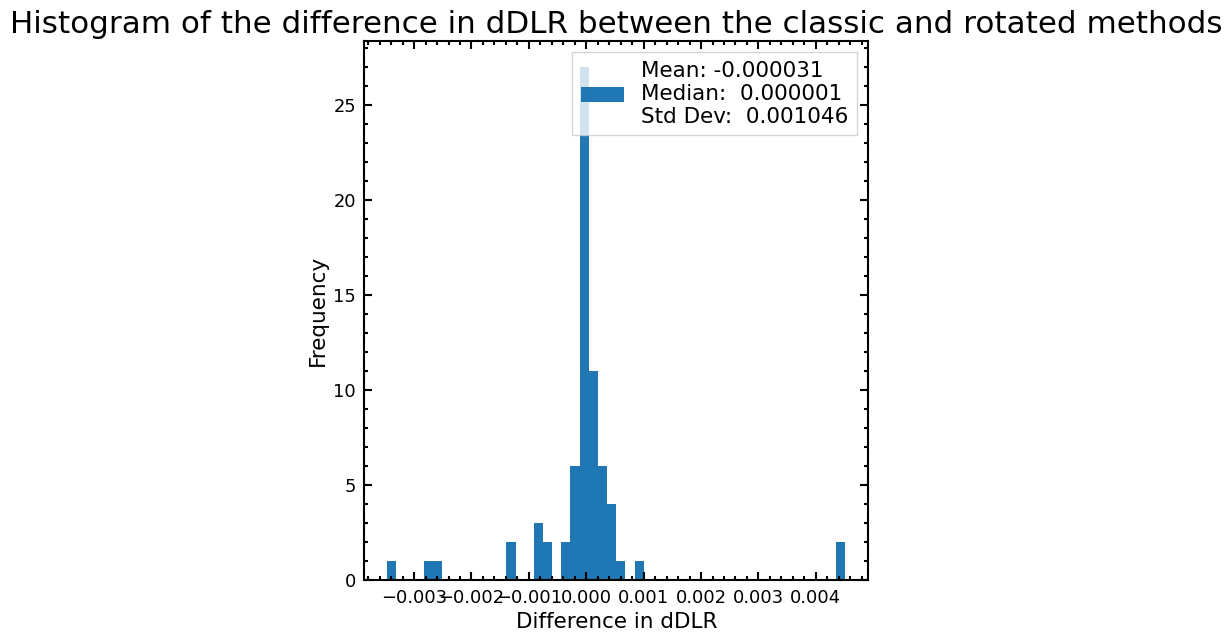 Histogram of the difference in dDLR between the classic and rotated methods
Mean: -0.000031
Median: 0.000001
Std Dev: 0.001046
25
20
15
10
5
0
Frequency
−0.003 −0.002 −0.001 0.000 0.001 0.002 0.003 0.004
Difference in dDLR